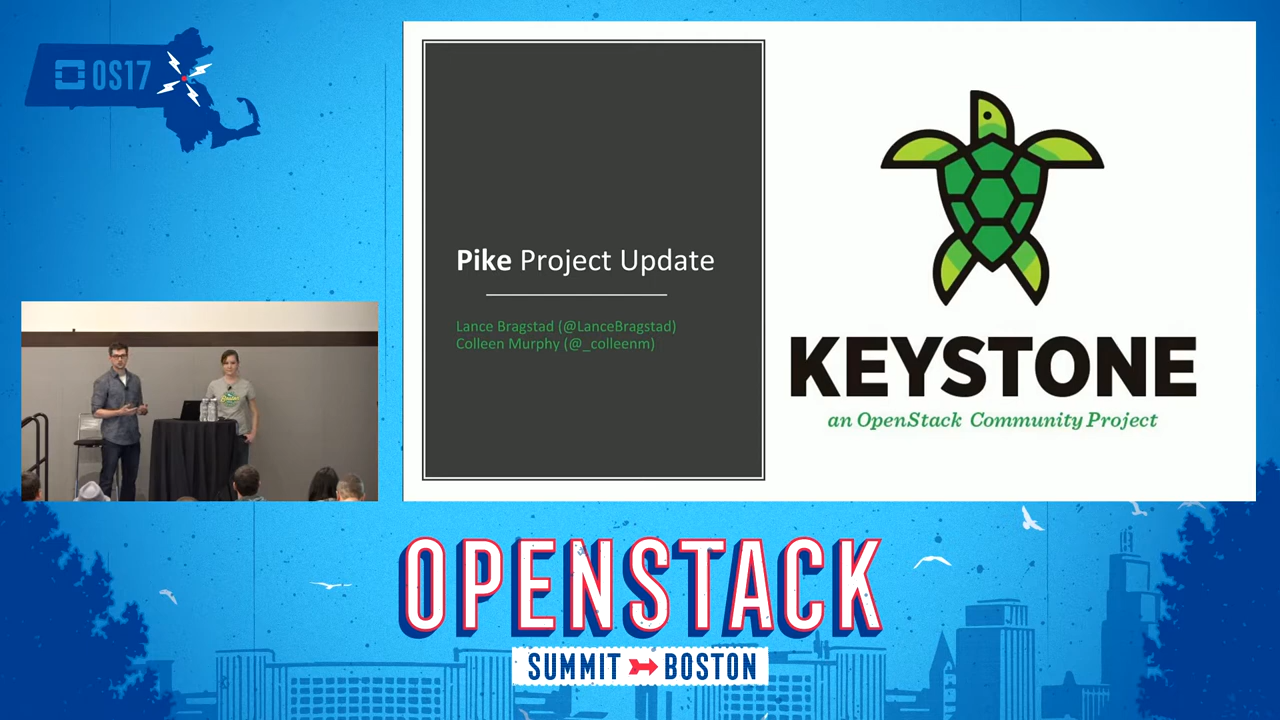 OS17
Pike Project Update
Lance Bragstad (@LanceBragstad)
Colleen Murphy (@_colleenm)
KEYSTONE
an OpenStack Community Project
OPENSTACK
SUMMIT BOSTON